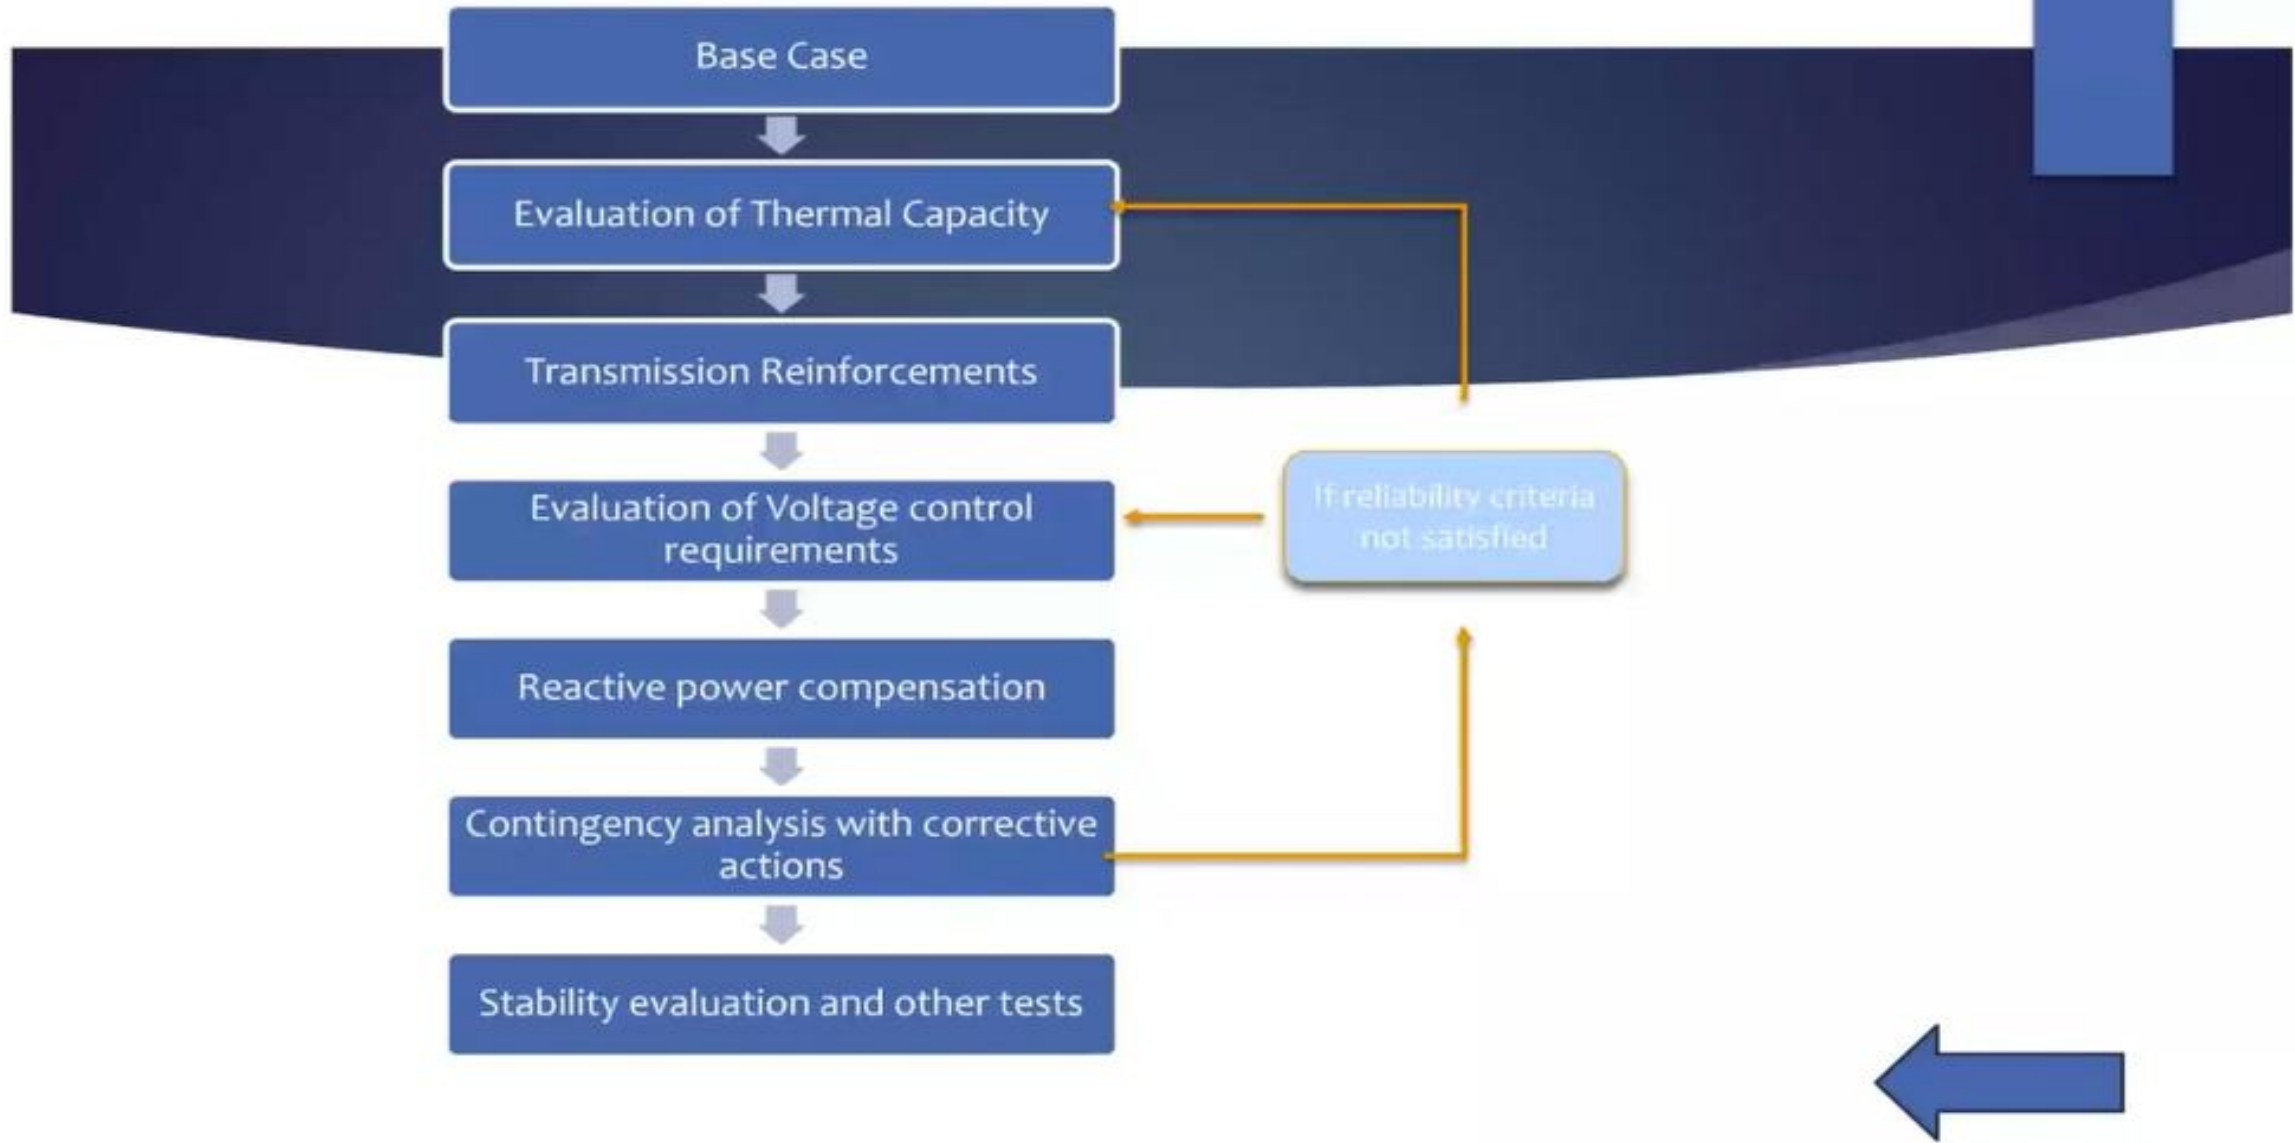 Base Case
Evaluation of Thermal Capacity
Transmission Reinforcements
Evaluation of Voltage control
requirements
If reliability criteria
not satisfied
Reactive power compensation
Contingency analysis with corrective
actions
Stability evaluation and other tests